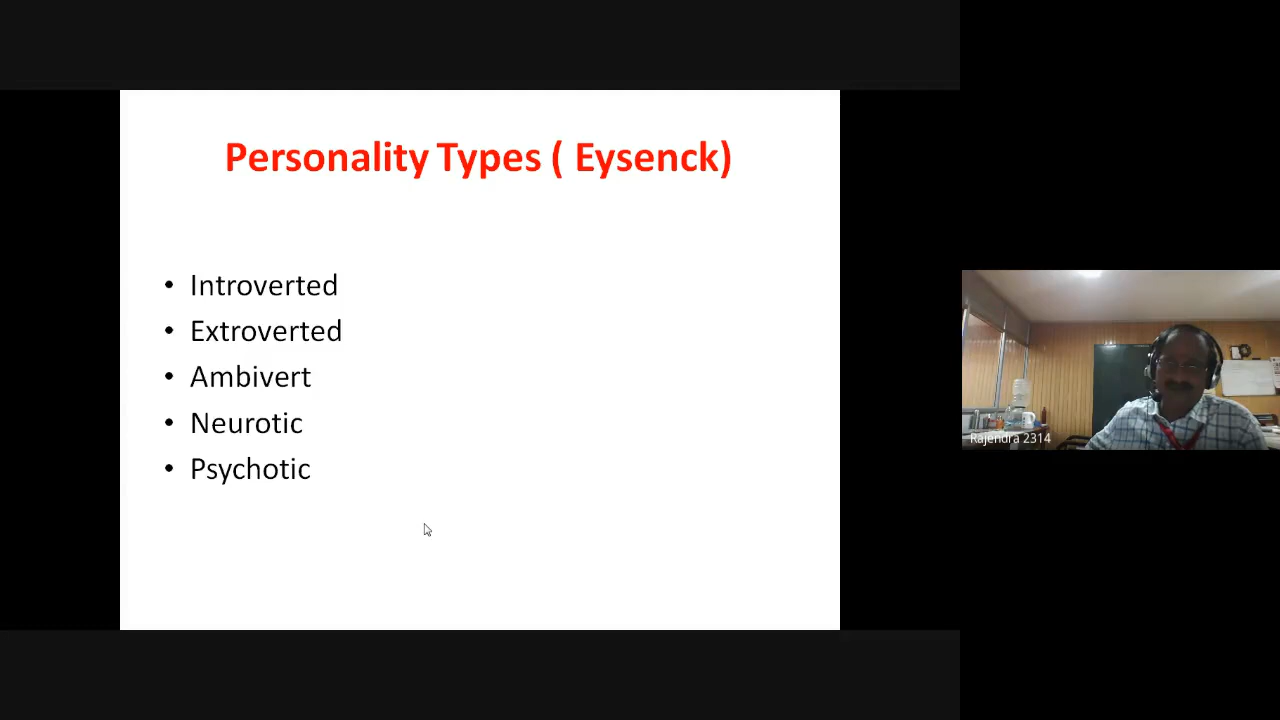 Personality Types ( Eysenck)
• Introverted
• Extroverted
• Ambivert
• Neurotic
• Psychotic
Rajendra 2314